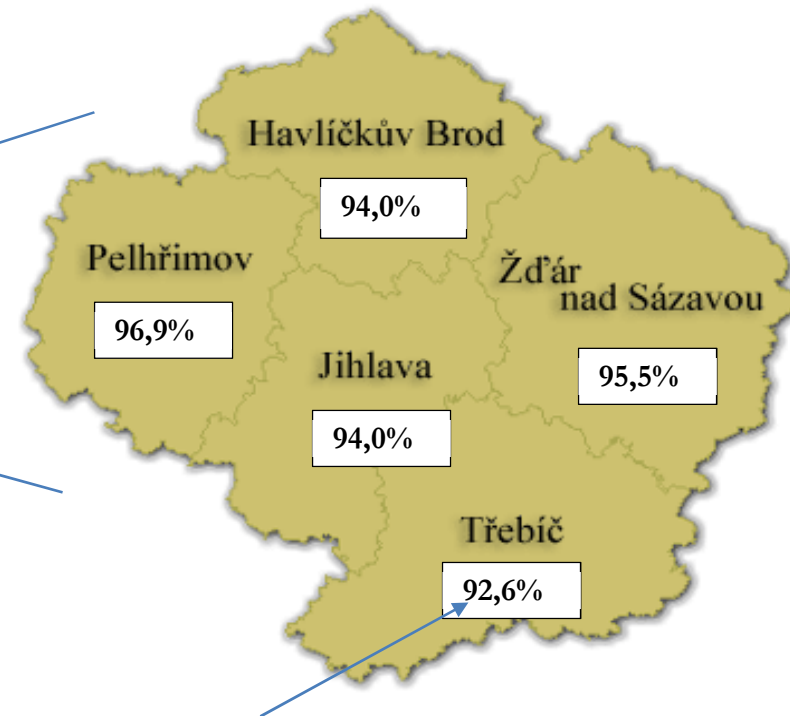 Havlíčkův Brod
94,0%
Pelhřimov
96,9%
Žďár
nad Sázavou
95,5%
Jihlava
94,0%
Třebíč
92,6%